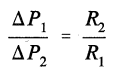 ΔP₁/ΔP₂ = R₂/R₁